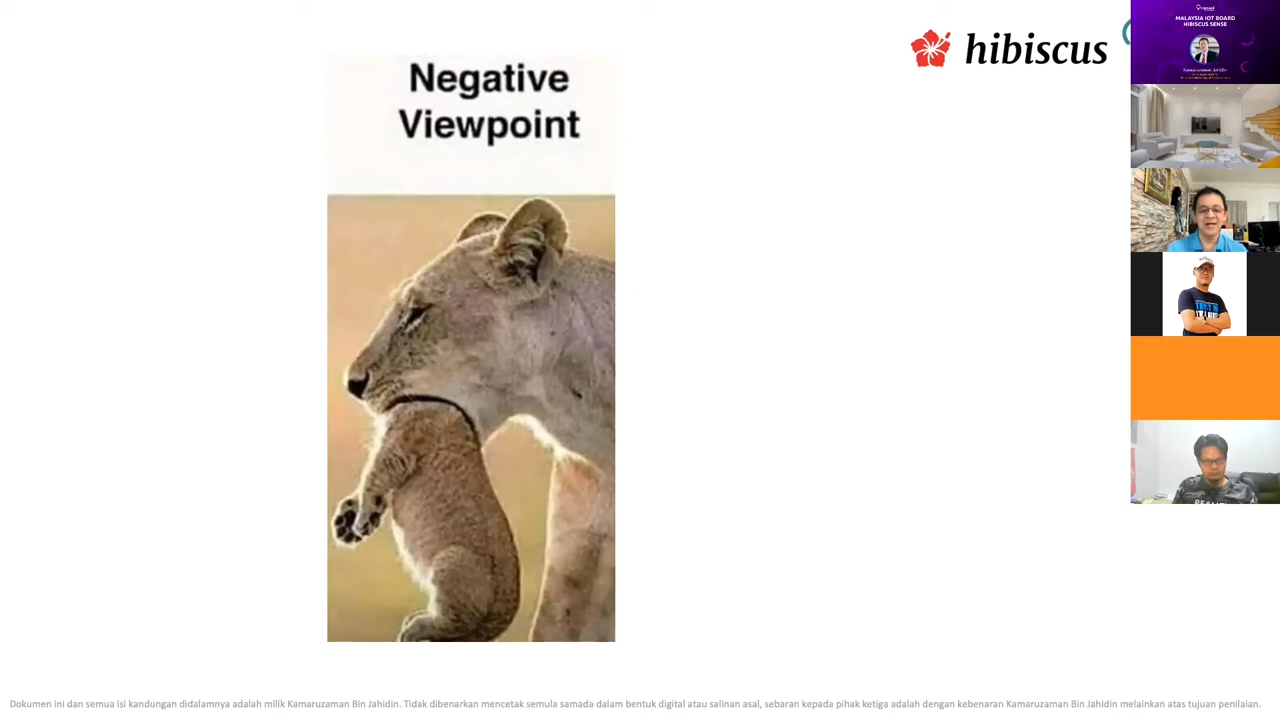 Negative
Viewpoint
hibiscus
MALAYSIA IOT BOARD
HIBISCUS SENSE
Kamaruzaman Jahidin
Dokumen ini dan semua isi kandungan didalamnya adalah milik Kamaruzaman Bin Jahidin. Tidak dibenarkan mencetak semula samada dalam bentuk digital atau salinan asal, sebaran kepada pihak ketiga adalah dengan kebenaran Kamaruzaman Bin Jahidin melainkan atas tujuan penilaian.